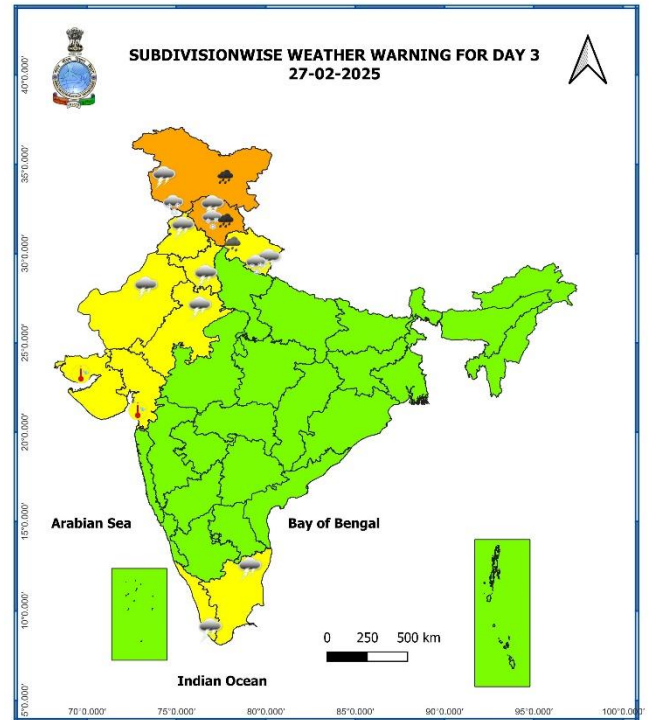 SUBDIVISIONWISE WEATHER WARNING FOR DAY 3
27-02-2025
40°0.000'
35°0.000'
30°0.000'
25°0.000'
20°0.000'
15°0.000'
10°0.000'
5°0.000'
Arabian Sea
Bay of Bengal
0 250 500 km
Indian Ocean
70°0.000' 75°0.000' 80°0.000' 85°0.000' 90°0.000' 95°0.000' 100°0.000'